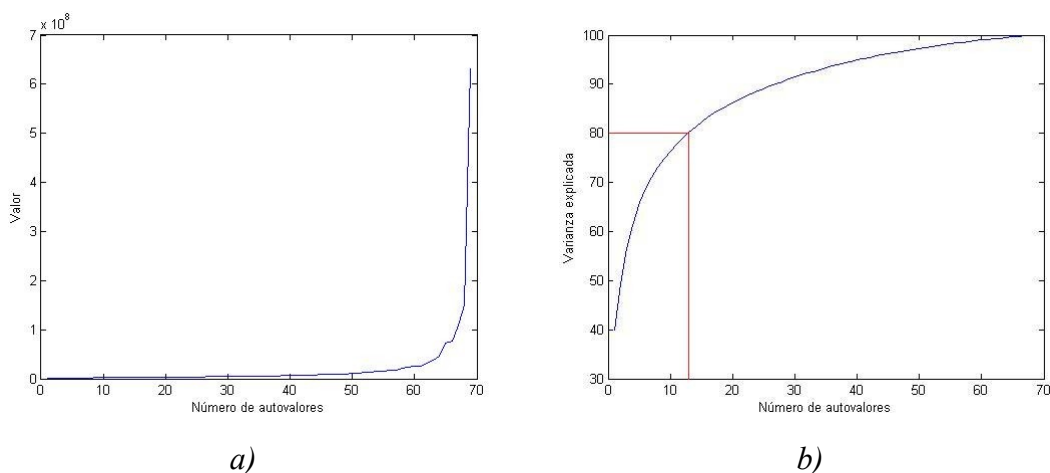 7 x 10⁸
6
5
4
3
2
1
0
Valor
0 10 20 30 40 50 60 70
Número de autovalores
a)
100
90
80
70
60
50
40
30
Varianza explicada
0 10 20 30 40 50 60 70
Número de autovalores
b)